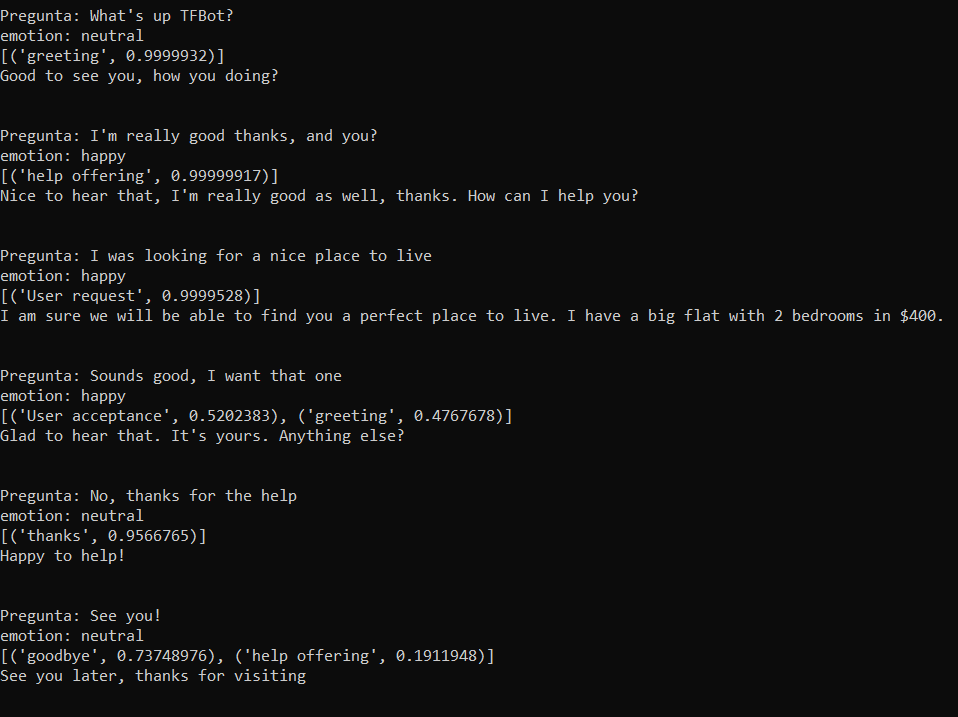 Pregunta: What's up TFBot?
emotion: neutral
[('greeting', 0.9999932)]
Good to see you, how you doing?
Pregunta: I'm really good thanks, and you?
emotion: happy
[('help offering', 0.99999917)]
Nice to hear that, I'm really good as well, thanks. How can I help you?
Pregunta: I was looking for a nice place to live
emotion: happy
[('User request', 0.9999528)]
I am sure we will be able to find you a perfect place to live. I have a big flat with 2 bedrooms in $400.
Pregunta: Sounds good, I want that one
emotion: happy
[('User acceptance', 0.5202383), ('greeting', 0.4767678)]
Glad to hear that. It's yours. Anything else?
Pregunta: No, thanks for the help
emotion: neutral
[('thanks', 0.9566765)]
Happy to help!
Pregunta: See you!
emotion: neutral
[('goodbye', 0.73748976), ('help offering', 0.1911948)]
See you later, thanks for visiting